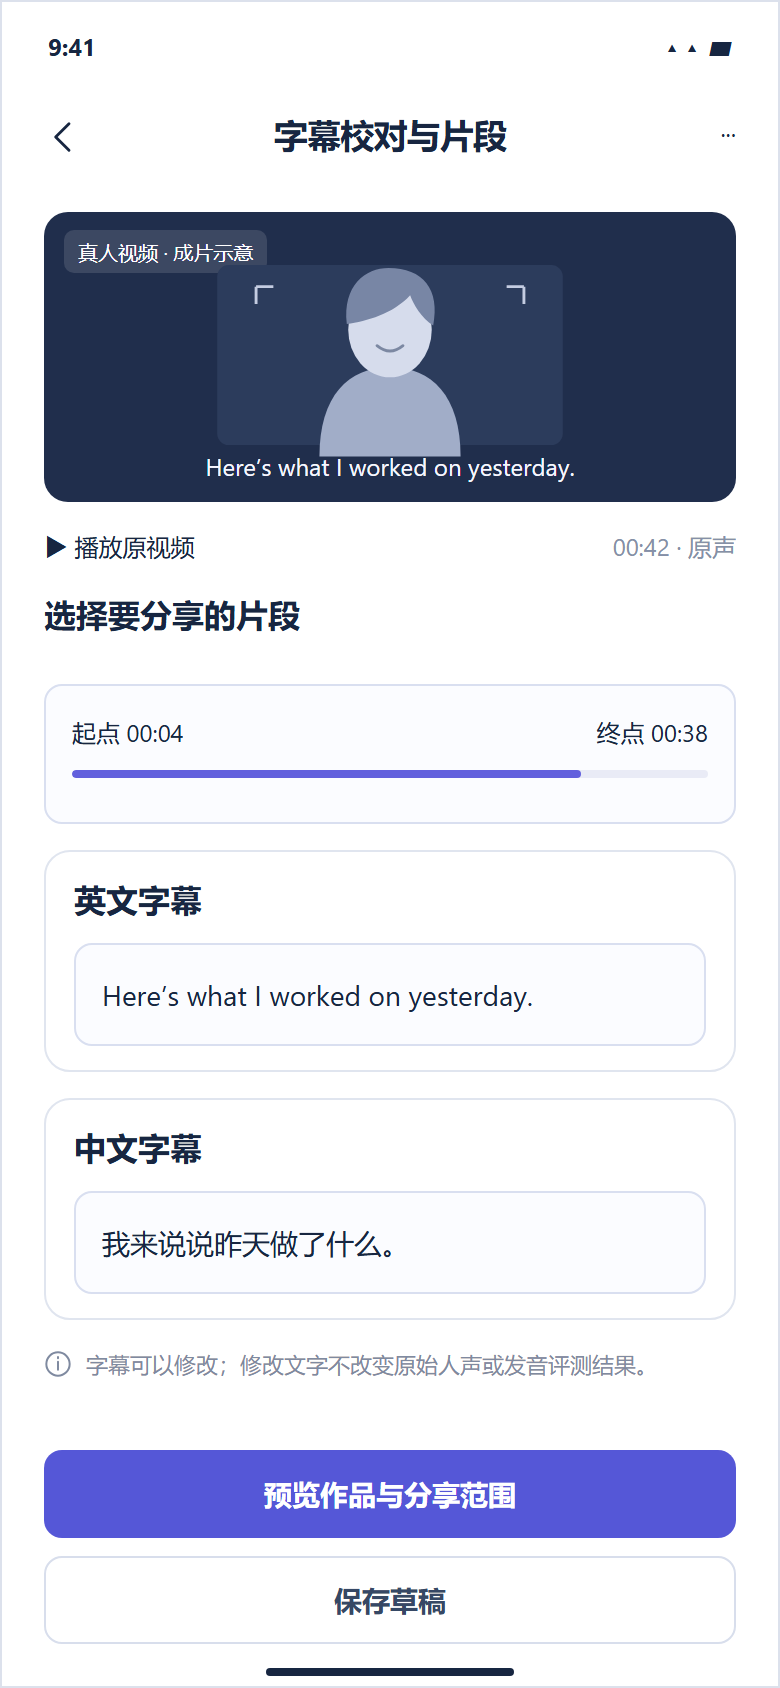 9:41
字幕校对与片段
...
真人视频 · 成片示意
Here’s what I worked on yesterday.
播放原视频
00:42 · 原声
选择要分享的片段
起点 00:04
终点 00:38
英文字幕
Here’s what I worked on yesterday.
中文字幕
我来说说昨天做了什么。
字幕可以修改；修改文字不改变原始人声或发音评测结果。
预览作品与分享范围
保存草稿